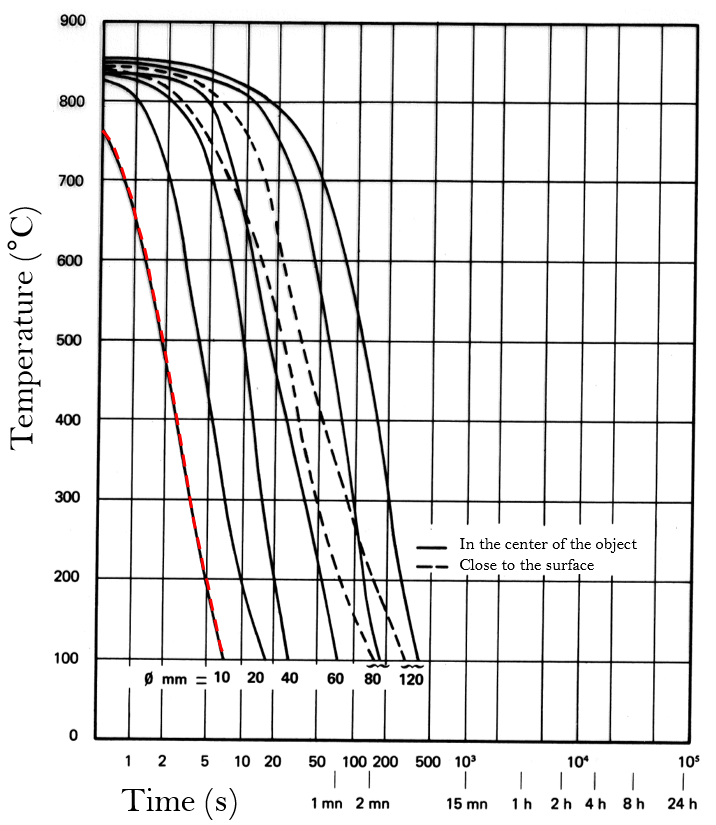 900
800
700
600
500
400
300
200
100
0
Temperature (°C)
In the center of the object
Close to the surface
Ø mm = 10 20 40 60 80 120
1 2 5 10 20 50 100 200 500 10³ 10⁴ 10⁵
Time (s)
1 mn 2 mn 15 mn 1 h 2 h 4 h 8 h 24 h